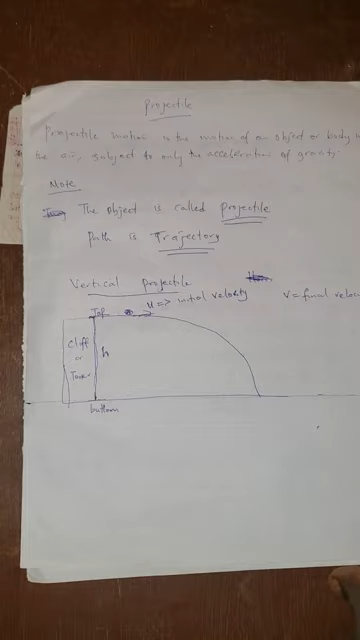 Projectile
Projectile motion is the motion of an object or body
the air, subject to only the acceleration of gravity.
Note
The object is called projectile
Path is Trajectory
Vertical projectile
u => initial velocity
v = final
Top
Cliff
or
Tower
h
bottom